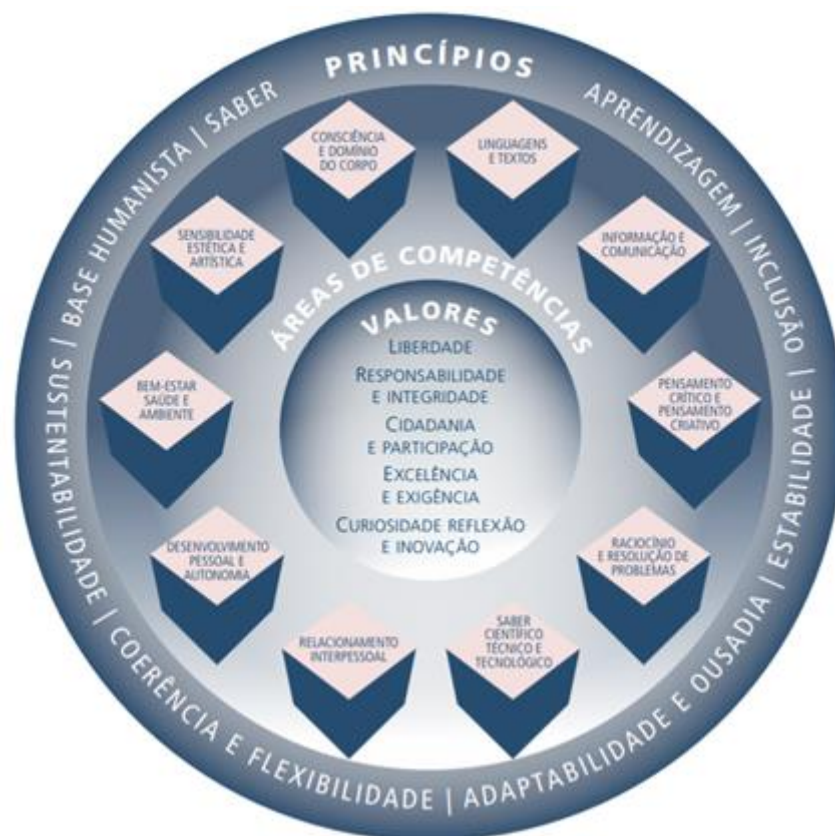 PRINCÍPIOS
APRENDIZAGEM | INCLUSÃO | ESTABILIDADE | ADAPTABILIDADE E OUSADIA | COERÊNCIA E FLEXIBILIDADE | SUSTENTABILIDADE | BASE HUMANISTA | SABER
ÁREAS DE COMPETÊNCIAS
LINGUAGENS
E TEXTOS
INFORMAÇÃO E
COMUNICAÇÃO
PENSAMENTO
CRÍTICO E
PENSAMENTO
CRIATIVO
RACIOCÍNIO
E RESOLUÇÃO DE
PROBLEMAS
SABER
CIENTÍFICO
TÉCNICO E
TECNOLÓGICO
RELACIONAMENTO
INTERPESSOAL
DESENVOLVIMENTO
PESSOAL E
AUTONOMIA
BEM-ESTAR
SAÚDE E
AMBIENTE
SENSIBILIDADE
ESTÉTICA E
ARTÍSTICA
CONSCIÊNCIA
E DOMÍNIO
DO CORPO
VALORES
LIBERDADE
RESPONSABILIDADE
E INTEGRIDADE
CIDADANIA
E PARTICIPAÇÃO
EXCELÊNCIA
E EXIGÊNCIA
CURIOSIDADE REFLEXÃO
E INOVAÇÃO